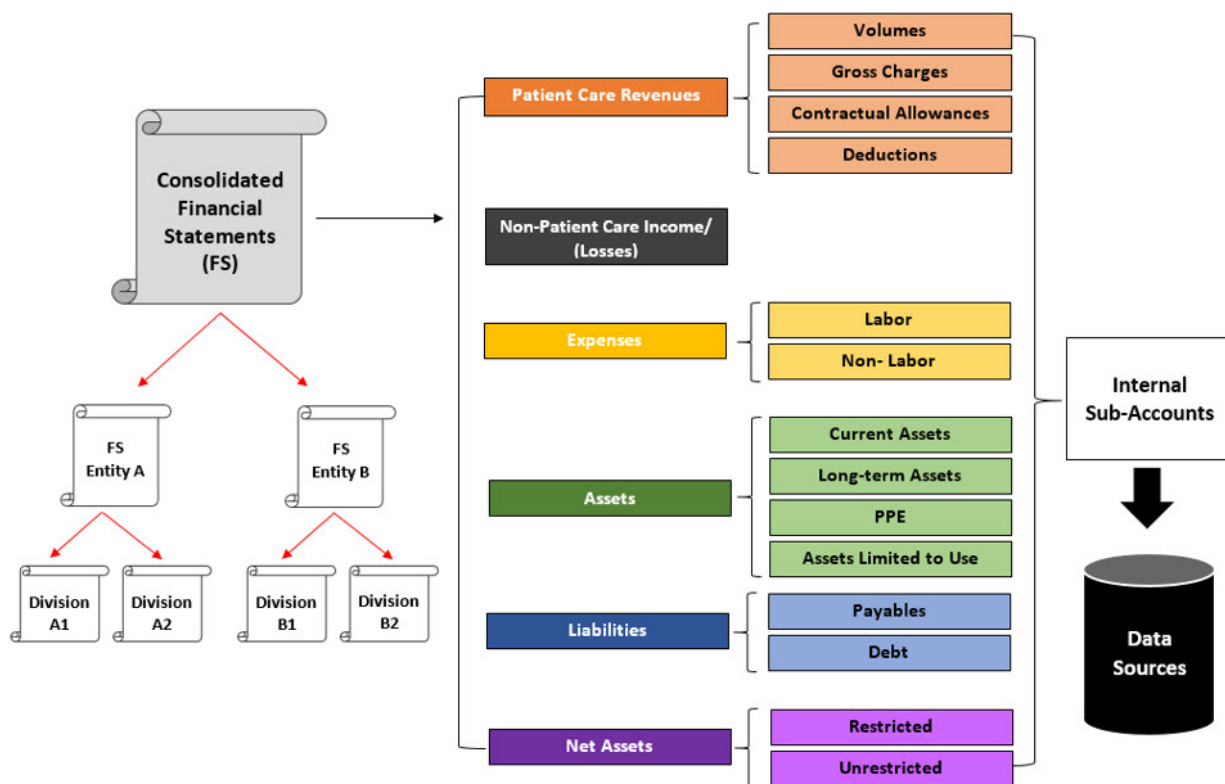 Consolidated
Financial
Statements
(FS)
FS
Entity A
FS
Entity B
Division
A1
Division
A2
Division
B1
Division
B2
Patient Care Revenues
Non-Patient Care Income/
(Losses)
Expenses
Assets
Liabilities
Net Assets
Volumes
Gross Charges
Contractual Allowances
Deductions
Labor
Non- Labor
Current Assets
Long-term Assets
PPE
Assets Limited to Use
Payables
Debt
Restricted
Unrestricted
Internal
Sub-Accounts
Data
Sources